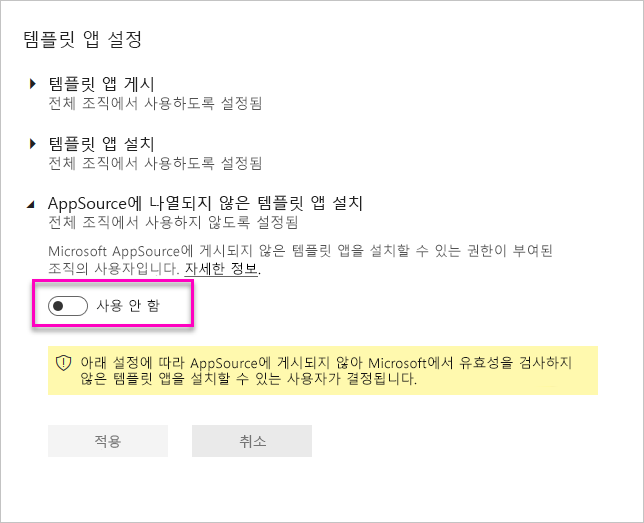 템플릿 앱 설정
템플릿 앱 게시
전체 조직에서 사용하도록 설정됨
템플릿 앱 설치
전체 조직에서 사용하도록 설정됨
AppSource에 나열되지 않은 템플릿 앱 설치
전체 조직에서 사용하지 않도록 설정됨
Microsoft AppSource에 게시되지 않은 템플릿 앱을 설치할 수 있는 권한이 부여된
조직의 사용자입니다. 자세한 정보.
사용 안 함
아래 설정에 따라 AppSource에 게시되지 않아 Microsoft에서 유효성을 검사하지
않은 템플릿 앱을 설치할 수 있는 사용자가 결정됩니다.
적용
취소